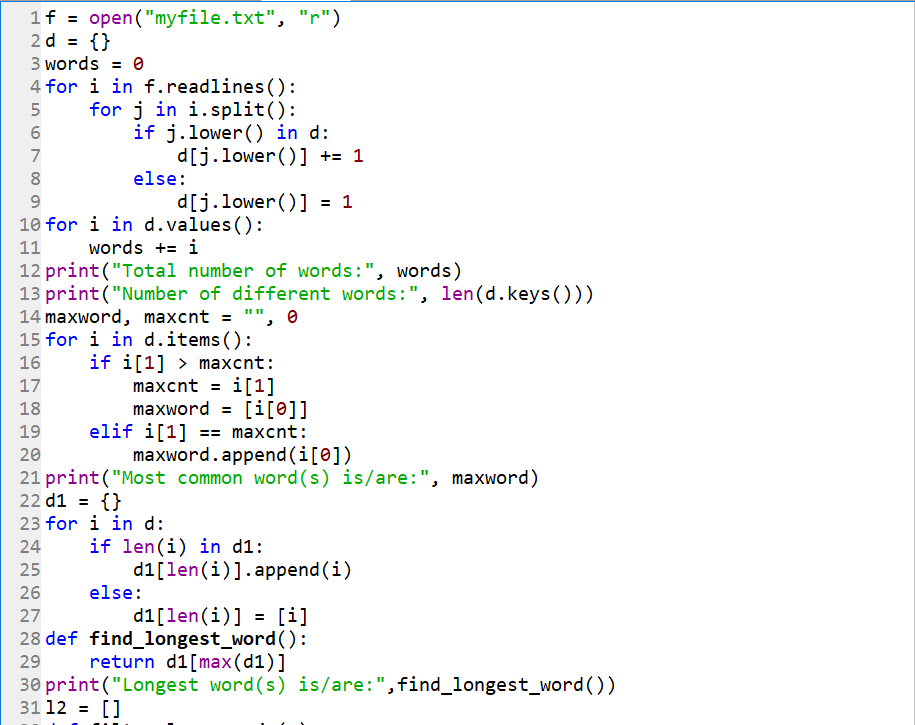 1 f = open("myfile.txt", "r")
2 d = {}
3 words = 0
4 for i in f.readlines():
5     for j in i.split():
6         if j.lower() in d:
7             d[j.lower()] += 1
8         else:
9             d[j.lower()] = 1
10 for i in d.values():
11     words += i
12 print("Total number of words:", words)
13 print("Number of different words:", len(d.keys()))
14 maxword, maxcnt = "", 0
15 for i in d.items():
16     if i[1] > maxcnt:
17         maxcnt = i[1]
18         maxword = [i[0]]
19     elif i[1] == maxcnt:
20         maxword.append(i[0])
21 print("Most common word(s) is/are:", maxword)
22 d1 = {}
23 for i in d:
24     if len(i) in d1:
25         d1[len(i)].append(i)
26     else:
27         d1[len(i)] = [i]
28 def find_longest_word():
29     return d1[max(d1)]
30 print("Longest word(s) is/are:",find_longest_word())
31 l2 = []